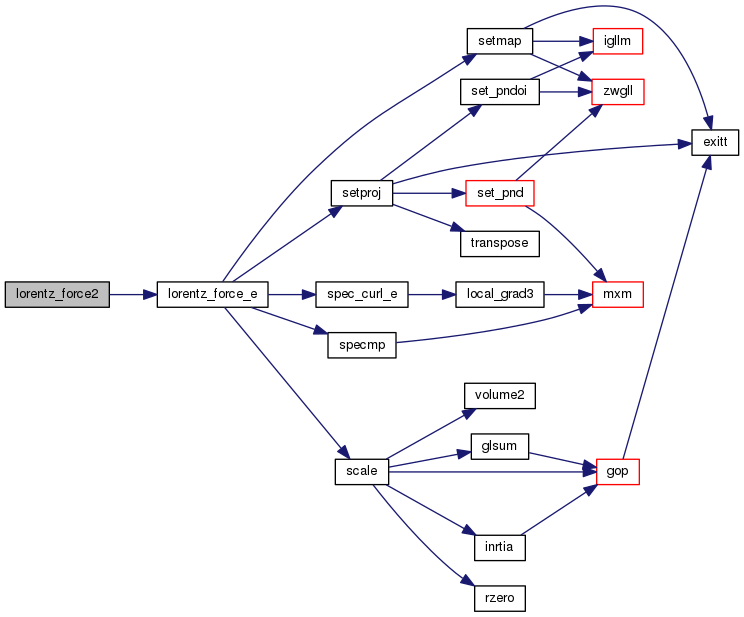 setmap
igllm
set_pndoi
zwgll
exitt
setproj
set_pnd
transpose
lorentz_force2
lorentz_force_e
spec_curl_e
local_grad3
mxm
specmp
volume2
glsum
scale
gop
inrtia
rzero